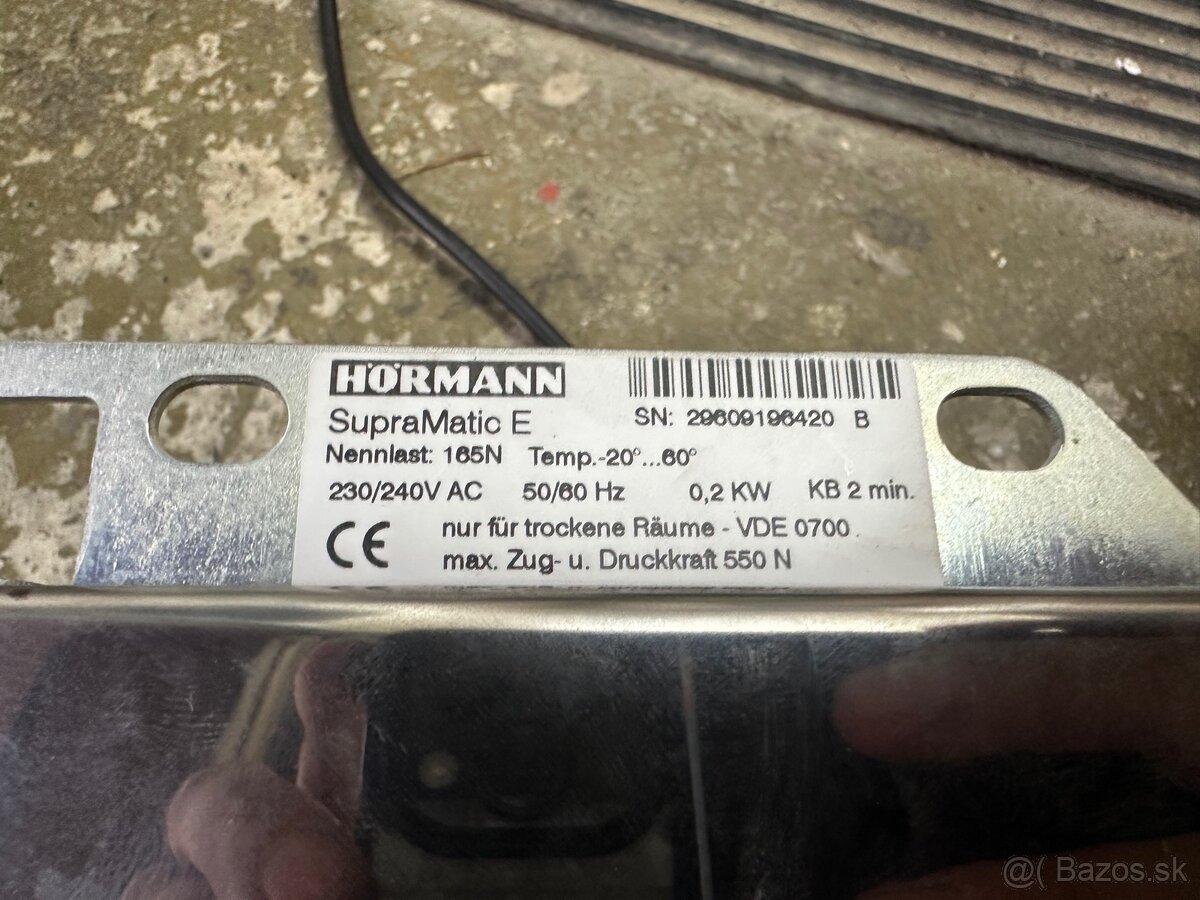 HÖRMANN
SupraMatic E
SN: 29609196420 B
Nennlast: 165N Temp.-20°...60°
230/240V AC 50/60 Hz 0,2 KW KB 2 min.
CE nur für trockene Räume - VDE 0700.
max. Zug- u. Druckkraft 550 N
@( Bazos.sk